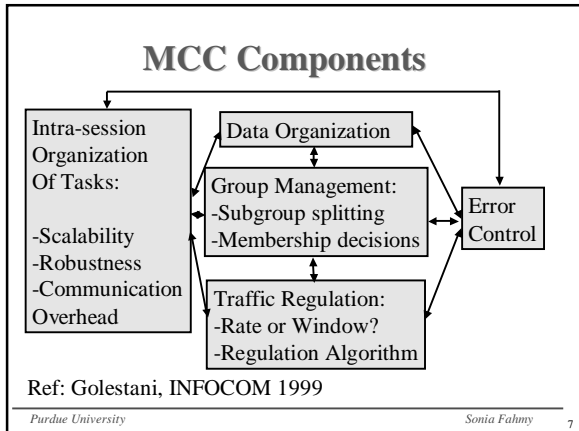 MCC Components
Intra-session
Organization
Of Tasks:
-Scalability
-Robustness
-Communication
Overhead
Data Organization
Group Management:
-Subgroup splitting
-Membership decisions
Traffic Regulation:
-Rate or Window?
-Regulation Algorithm
Error
Control
Ref: Golestani, INFOCOM 1999
Purdue University
Sonia Fahmy
7